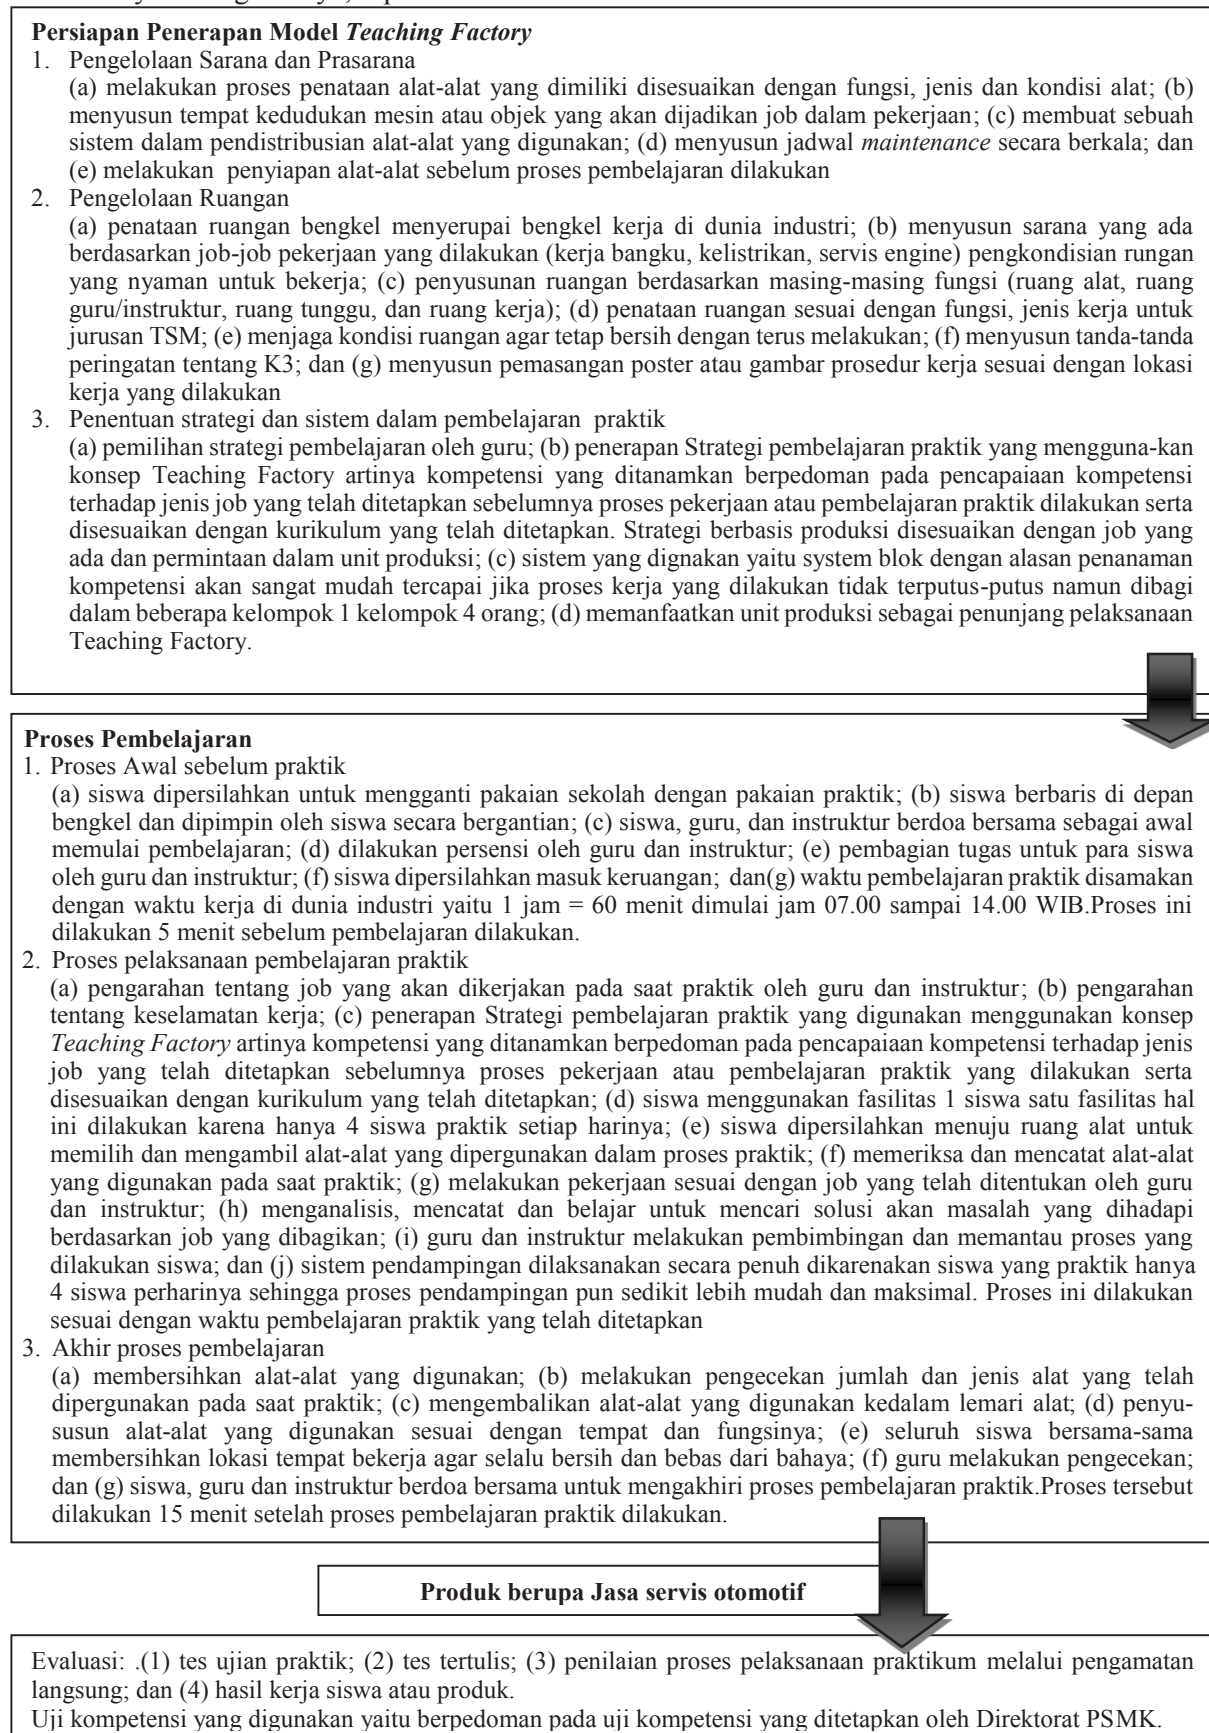 Persiapan Penerapan Model Teaching Factory
1. Pengelolaan Sarana dan Prasarana
(a) melakukan proses penataan alat-alat yang dimiliki disesuaikan dengan fungsi, jenis dan kondisi alat; (b)
menyusun tempat kedudukan mesin atau objek yang akan dijadikan job dalam pekerjaan; (c) membuat sebuah
sistem dalam pendistribusian alat-alat yang digunakan; (d) menyusun jadwal maintenance secara berkala; dan
(e) melakukan penyiapan alat-alat sebelum proses pembelajaran dilakukan
2. Pengelolaan Ruangan
(a) penataan ruangan bengkel menyerupai bengkel kerja di dunia industri; (b) menyusun sarana yang ada
berdasarkan job-job pekerjaan yang dilakukan (kerja bangku, kelistrikan, servis engine) pengkondisian rungan
yang nyaman untuk bekerja; (c) penyusunan ruangan berdasarkan masing-masing fungsi (ruang alat, ruang
guru/instruktur, ruang tunggu, dan ruang kerja); (d) penataan ruangan sesuai dengan fungsi, jenis kerja untuk
jurusan TSM; (e) menjaga kondisi ruangan agar tetap bersih dengan terus melakukan; (f) menyusun tanda-tanda
peringatan tentang K3; dan (g) menyusun pemasangan poster atau gambar prosedur kerja sesuai dengan lokasi
kerja yang dilakukan
3. Penentuan strategi dan sistem dalam pembelajaran praktik
(a) pemilihan strategi pembelajaran oleh guru; (b) penerapan Strategi pembelajaran praktik yang mengguna-kan
konsep Teaching Factory artinya kompetensi yang ditanamkan berpedoman pada pencapaiaan kompetensi
terhadap jenis job yang telah ditetapkan sebelumnya proses pekerjaan atau pembelajaran praktik dilakukan serta
disesuaikan dengan kurikulum yang telah ditetapkan. Strategi berbasis produksi disesuaikan dengan job yang
ada dan permintaan dalam unit produksi; (c) sistem yang dignakan yaitu system blok dengan alasan penanaman
kompetensi akan sangat mudah tercapai jika proses kerja yang dilakukan tidak terputus-putus namun dibagi
dalam beberapa kelompok 1 kelompok 4 orang; (d) memanfaatkan unit produksi sebagai penunjang pelaksanaan
Teaching Factory.
Proses Pembelajaran
1. Proses Awal sebelum praktik
(a) siswa dipersilahkan untuk mengganti pakaian sekolah dengan pakaian praktik; (b) siswa berbaris di depan
bengkel dan dipimpin oleh siswa secara bergantian; (c) siswa, guru, dan instruktur berdoa bersama sebagai awal
memulai pembelajaran; (d) dilakukan persensi oleh guru dan instruktur; (e) pembagian tugas untuk para siswa
oleh guru dan instruktur; (f) siswa dipersilahkan masuk keruangan; dan(g) waktu pembelajaran praktik disamakan
dengan waktu kerja di dunia industri yaitu 1 jam = 60 menit dimulai jam 07.00 sampai 14.00 WIB.Proses ini
dilakukan 5 menit sebelum pembelajaran dilakukan.
2. Proses pelaksanaan pembelajaran praktik
(a) pengarahan tentang job yang akan dikerjakan pada saat praktik oleh guru dan instruktur; (b) pengarahan
tentang keselamatan kerja; (c) penerapan Strategi pembelajaran praktik yang digunakan menggunakan konsep
Teaching Factory artinya kompetensi yang ditanamkan berpedoman pada pencapaiaan kompetensi terhadap jenis
job yang telah ditetapkan sebelumnya proses pekerjaan atau pembelajaran praktik yang dilakukan serta
disesuaikan dengan kurikulum yang telah ditetapkan; (d) siswa menggunakan fasilitas 1 siswa satu fasilitas hal
ini dilakukan karena hanya 4 siswa praktik setiap harinya; (e) siswa dipersilahkan menuju ruang alat untuk
memilih dan mengambil alat-alat yang dipergunakan dalam proses praktik; (f) memeriksa dan mencatat alat-alat
yang digunakan pada saat praktik; (g) melakukan pekerjaan sesuai dengan job yang telah ditentukan oleh guru
dan instruktur; (h) menganalisis, mencatat dan belajar untuk mencari solusi akan masalah yang dihadapi
berdasarkan job yang dibagikan; (i) guru dan instruktur melakukan pembimbingan dan memantau proses yang
dilakukan siswa; dan (j) sistem pendampingan dilaksanakan secara penuh dikarenakan siswa yang praktik hanya
4 siswa perharinya sehingga proses pendampingan pun sedikit lebih mudah dan maksimal. Proses ini dilakukan
sesuai dengan waktu pembelajaran praktik yang telah ditetapkan
3. Akhir proses pembelajaran
(a) membersihkan alat-alat yang digunakan; (b) melakukan pengecekan jumlah dan jenis alat yang telah
dipergunakan pada saat praktik; (c) mengembalikan alat-alat yang digunakan kedalam lemari alat; (d) penyu-
susun alat-alat yang digunakan sesuai dengan tempat dan fungsinya; (e) seluruh siswa bersama-sama
membersihkan lokasi tempat bekerja agar selalu bersih dan bebas dari bahaya; (f) guru melakukan pengecekan;
dan (g) siswa, guru dan instruktur berdoa bersama untuk mengakhiri proses pembelajaran praktik.Proses tersebut
dilakukan 15 menit setelah proses pembelajaran praktik dilakukan.
Produk berupa Jasa servis otomotif
Evaluasi: .(1) tes ujian praktik; (2) tes tertulis; (3) penilaian proses pelaksanaan praktikum melalui pengamatan
langsung; dan (4) hasil kerja siswa atau produk.
Uji kompetensi yang digunakan yaitu berpedoman pada uji kompetensi yang ditetapkan oleh Direktorat PSMK.